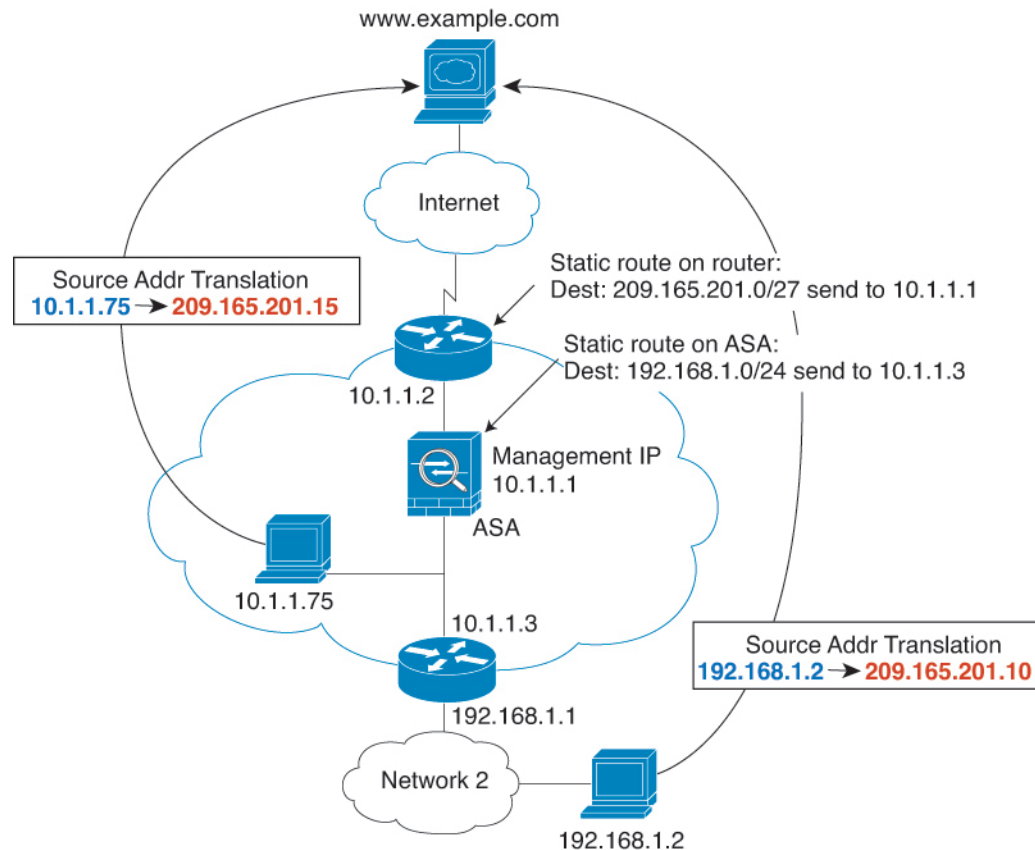 www.example.com
Internet
Source Addr Translation
10.1.1.75 → 209.165.201.15
Static route on router:
Dest: 209.165.201.0/27 send to 10.1.1.1
Static route on ASA:
Dest: 192.168.1.0/24 send to 10.1.1.3
10.1.1.2
Management IP
10.1.1.1
ASA
10.1.1.75
10.1.1.3
Source Addr Translation
192.168.1.2 → 209.165.201.10
192.168.1.1
Network 2
192.168.1.2